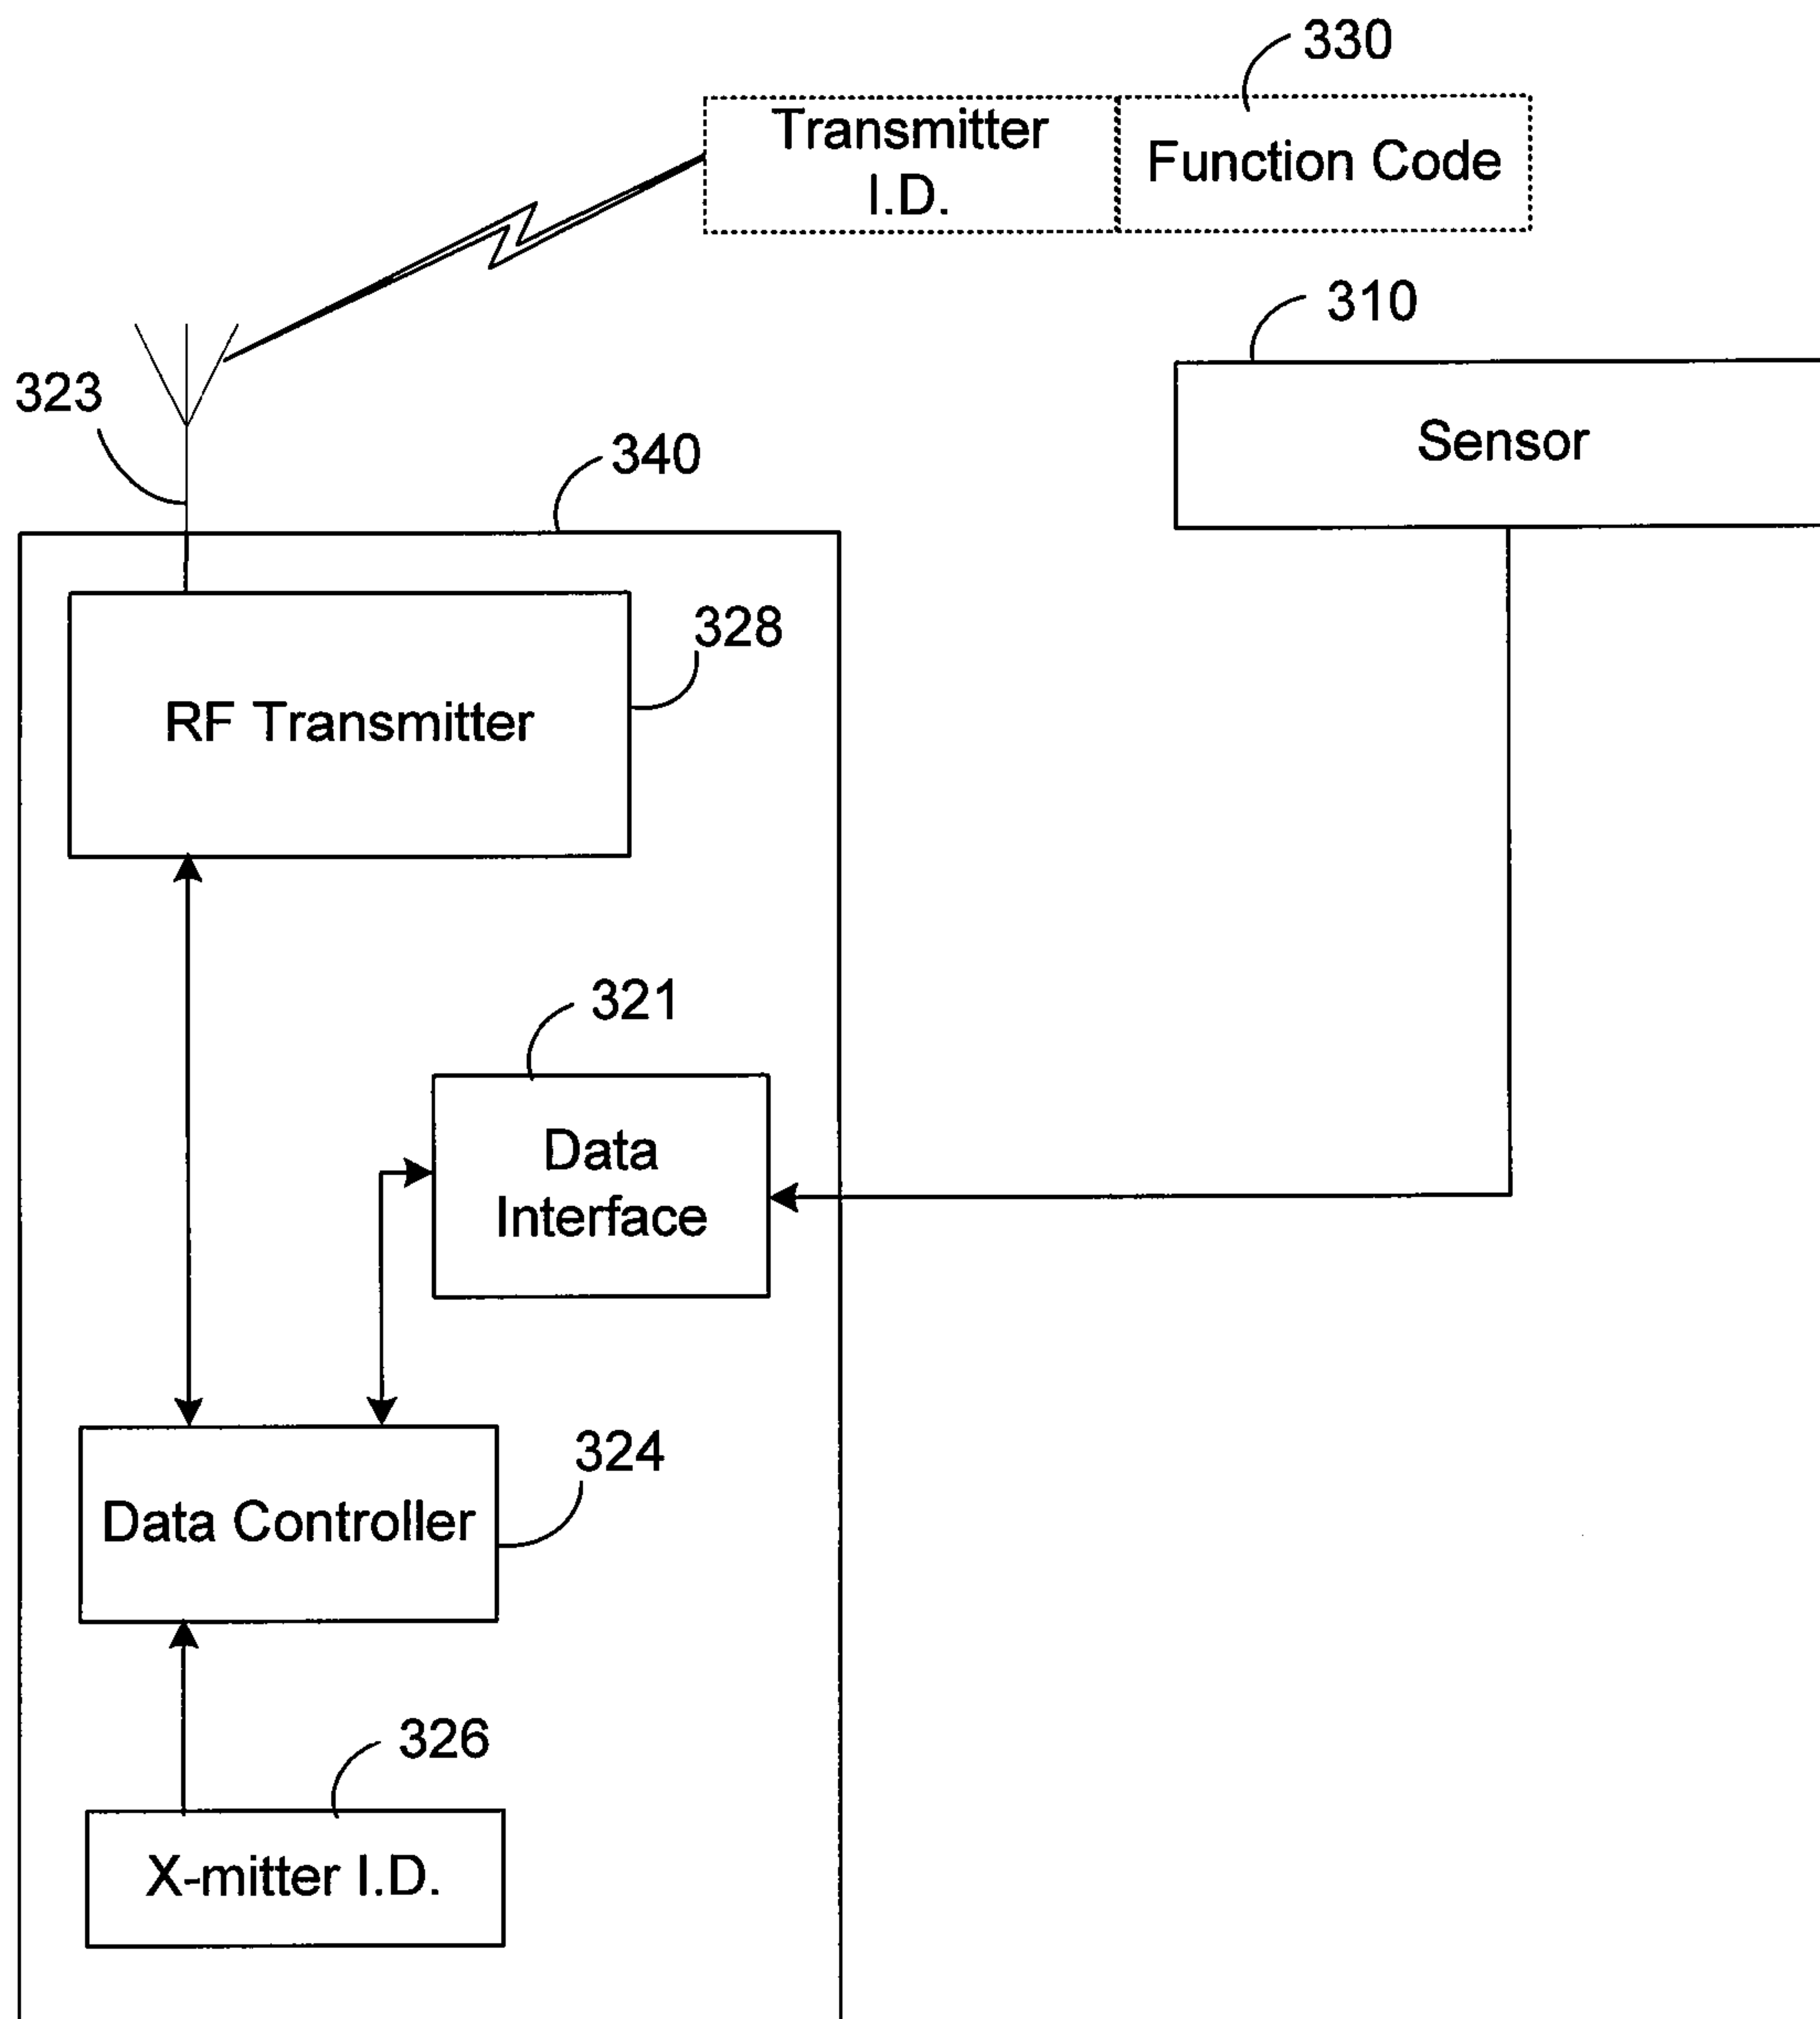 330
Transmitter
I.D.
Function Code
310
Sensor
323
340
328
RF Transmitter
321
Data
Interface
324
Data Controller
326
X-mitter I.D.